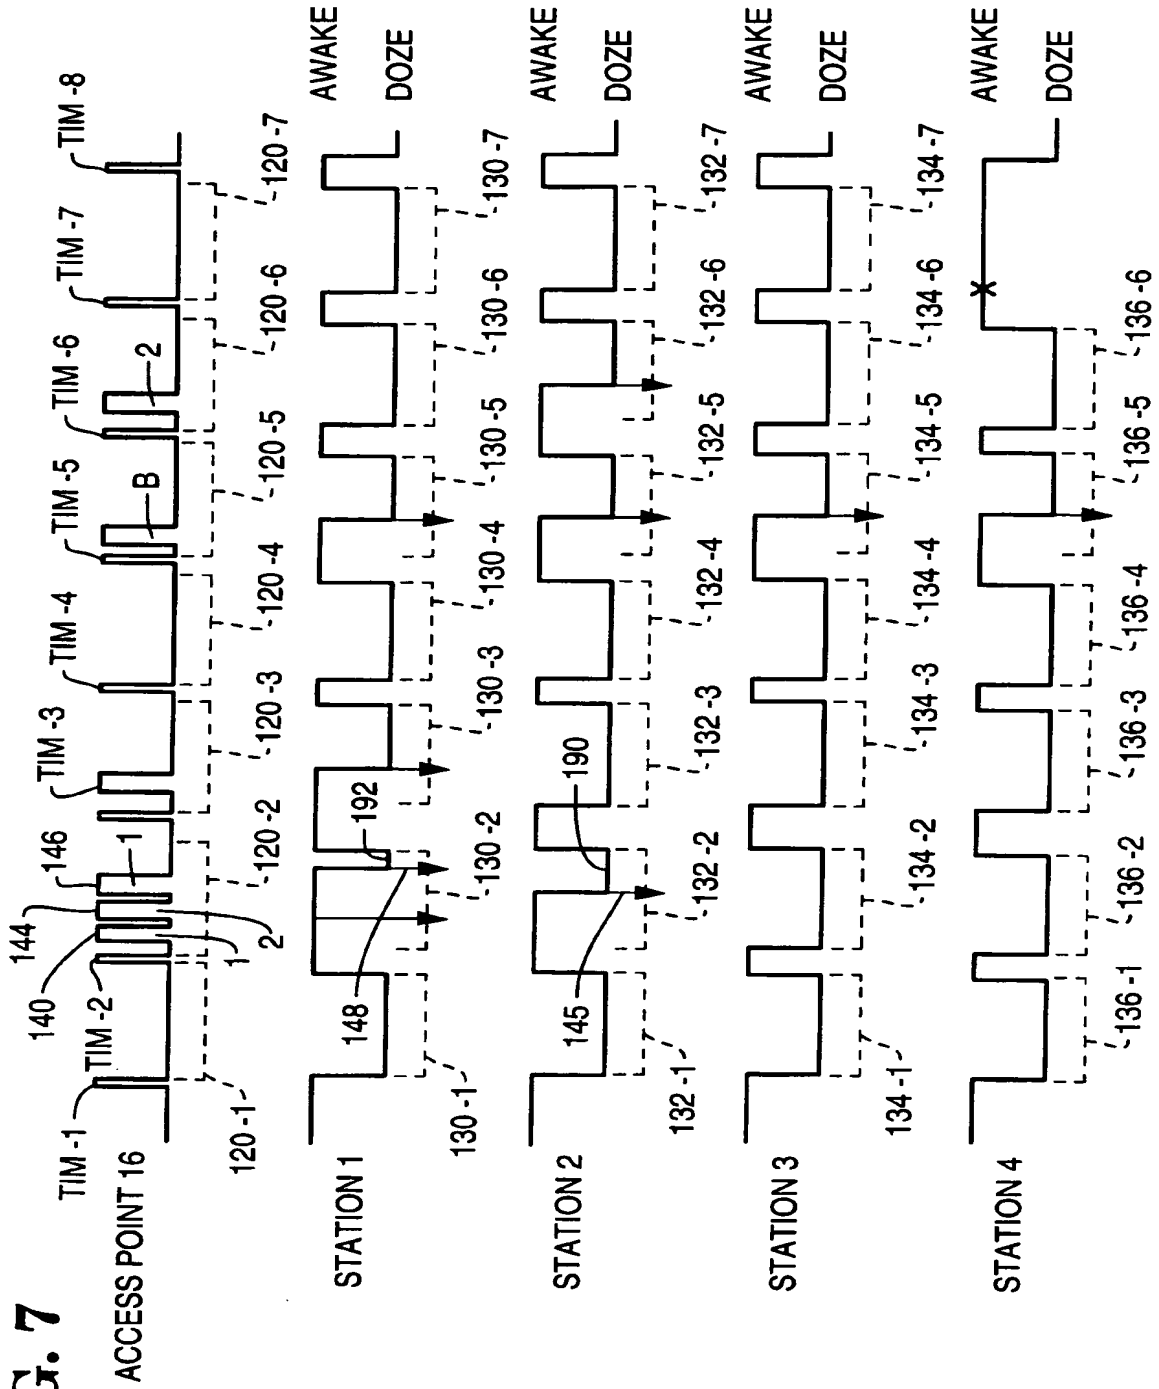 G. 7
ACCESS POINT 16
TIM -1
TIM -2
140
144
146
TIM -3
TIM -4
TIM -5
TIM -6
TIM -7
TIM -8
1
2
1
B
2
120 -1
120 -2
120 -3
120 -4
120 -5
120 -6
120 -7
STATION 1
AWAKE
DOZE
148
192
130 -1
130 -2
130 -3
130 -4
130 -5
130 -6
130 -7
STATION 2
AWAKE
DOZE
145
190
132 -1
132 -2
132 -3
132 -4
132 -5
132 -6
132 -7
STATION 3
AWAKE
DOZE
134 -1
134 -2
134 -3
134 -4
134 -5
134 -6
134 -7
STATION 4
AWAKE
DOZE
X
136 -1
136 -2
136 -3
136 -4
136 -5
136 -6